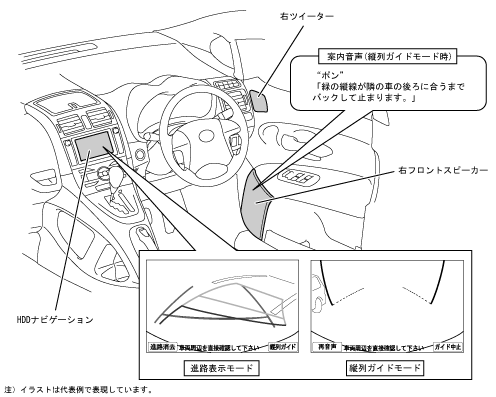 右ツイーター
案内音声(縦列ガイドモード時)
“ポン”
「緑の縦線が隣の車の後ろに合うまで
バックして止まります。」
右フロントスピーカー
HDDナビゲーション
進路消去 車両周辺を直接確認して下さい 縦列ガイド
再音声 車両周辺を直接確認して下さい ガイド中止
進路表示モード
縦列ガイドモード
注）イラストは代表例で表現しています。